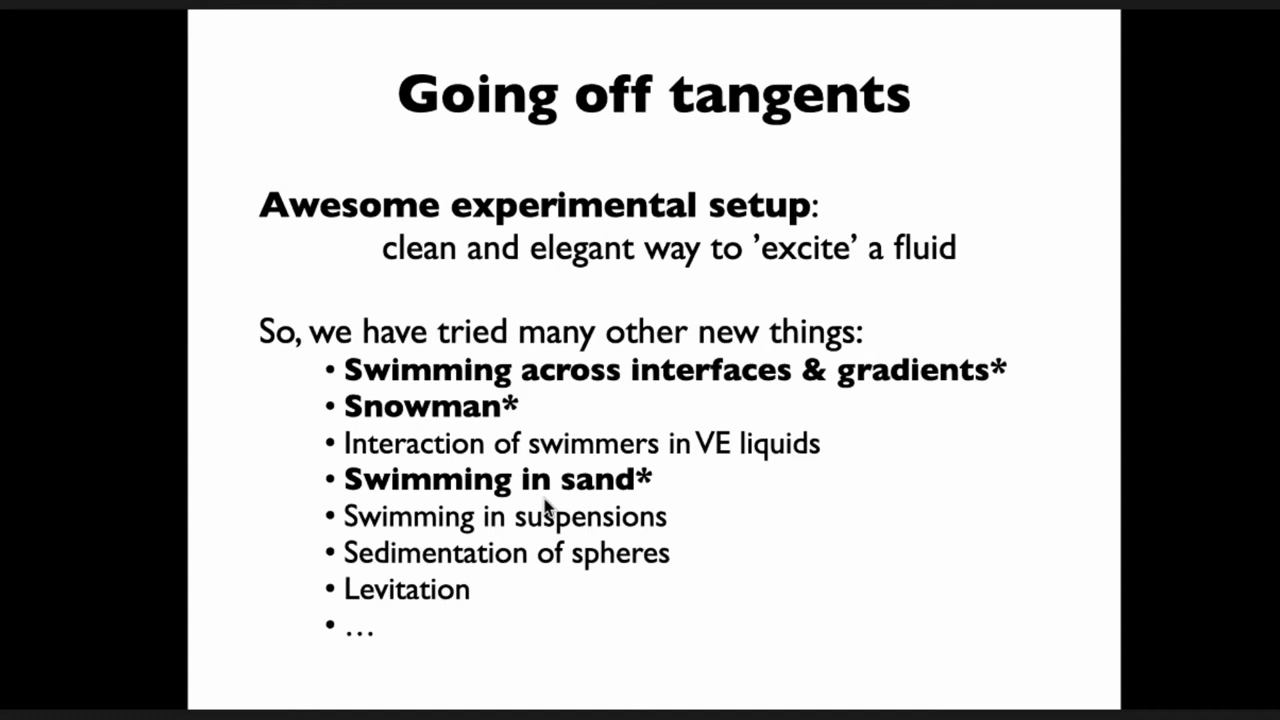 Going off tangents
Awesome experimental setup:
clean and elegant way to ’excite’ a fluid
So, we have tried many other new things:
• Swimming across interfaces & gradients*
• Snowman*
• Interaction of swimmers in VE liquids
• Swimming in sand*
• Swimming in suspensions
• Sedimentation of spheres
• Levitation
• …